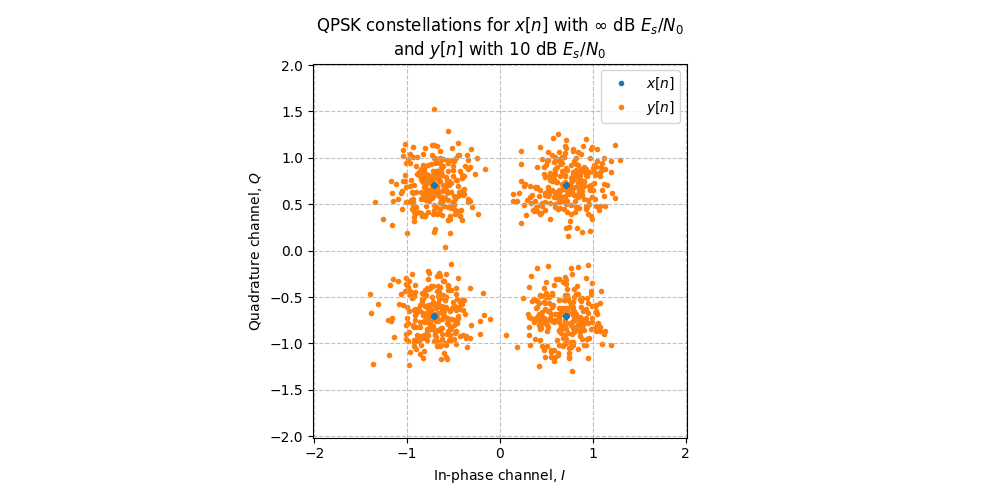 QPSK constellations for x[n] with ∞ dB Es/N0
and y[n] with 10 dB Es/N0
x[n]
y[n]
2.0
1.5
1.0
0.5
0.0
−0.5
−1.0
−1.5
−2.0
Quadrature channel, Q
−2
−1
0
1
2
In-phase channel, I